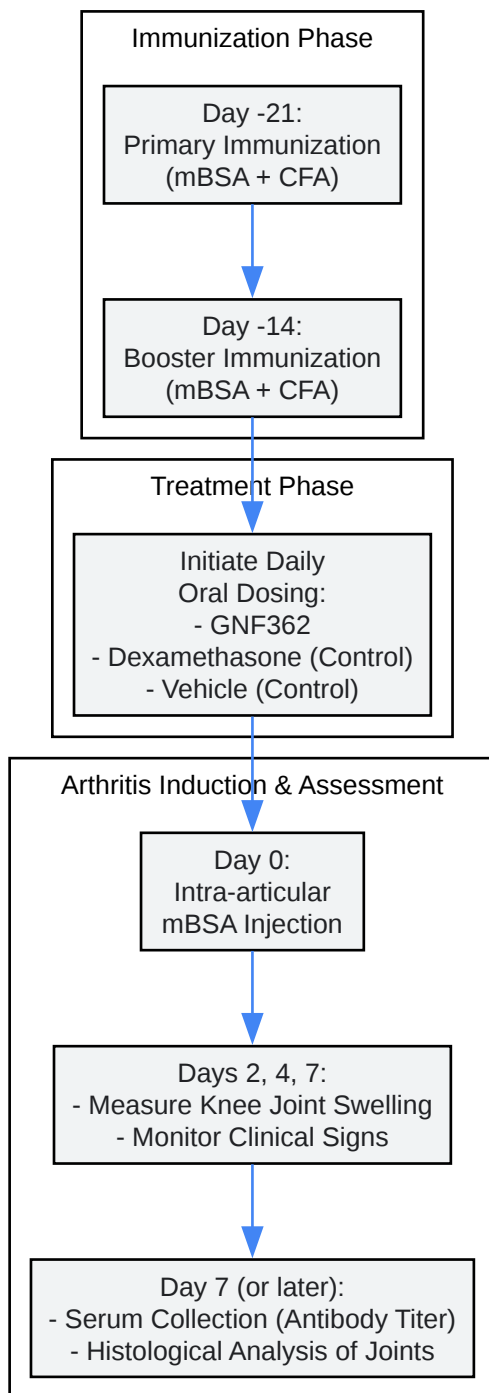 Immunization Phase
Day -21:
Primary Immunization
(mBSA + CFA)
Day -14:
Booster Immunization
(mBSA + CFA)
Treatment Phase
Initiate Daily
Oral Dosing:
- GNF362
- Dexamethasone (Control)
- Vehicle (Control)
Arthritis Induction & Assessment
Day 0:
Intra-articular
mBSA Injection
Days 2, 4, 7:
- Measure Knee Joint Swelling
- Monitor Clinical Signs
Day 7 (or later):
- Serum Collection (Antibody Titer)
- Histological Analysis of Joints